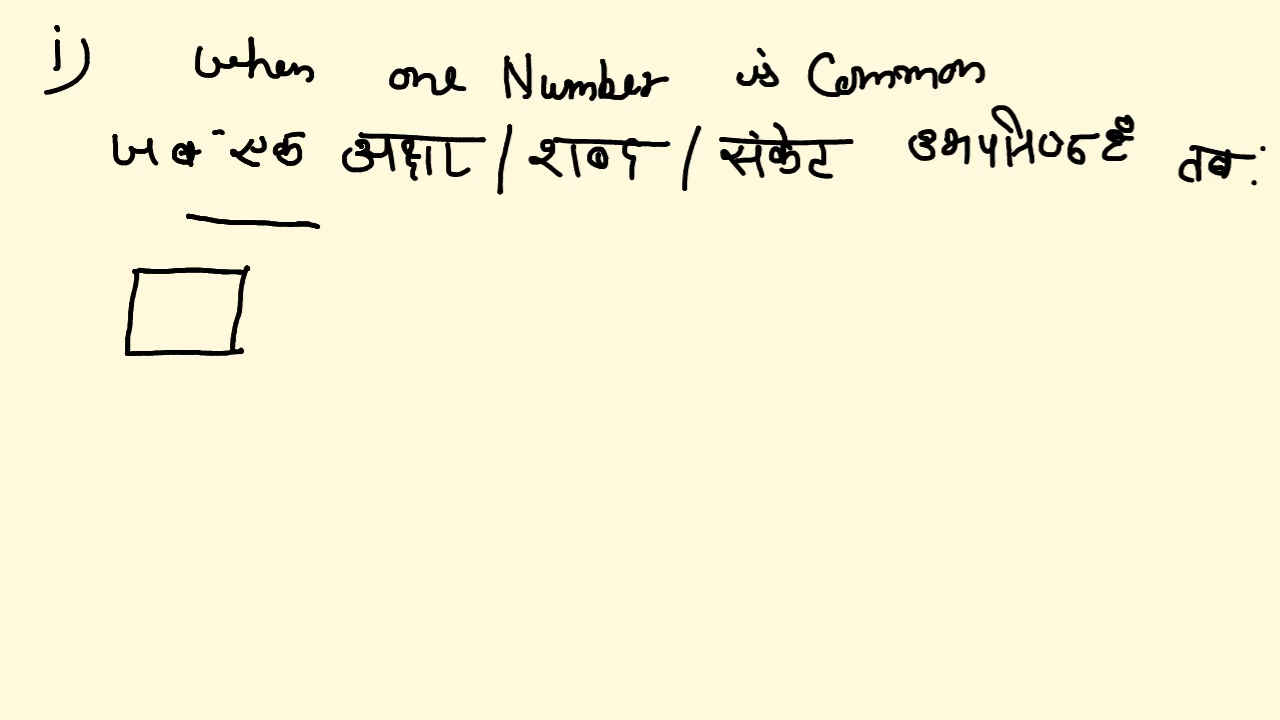 i) when one Number is Common
जब एक अक्षर / शब्द / संकेट उभयनिष्ठ है तब: